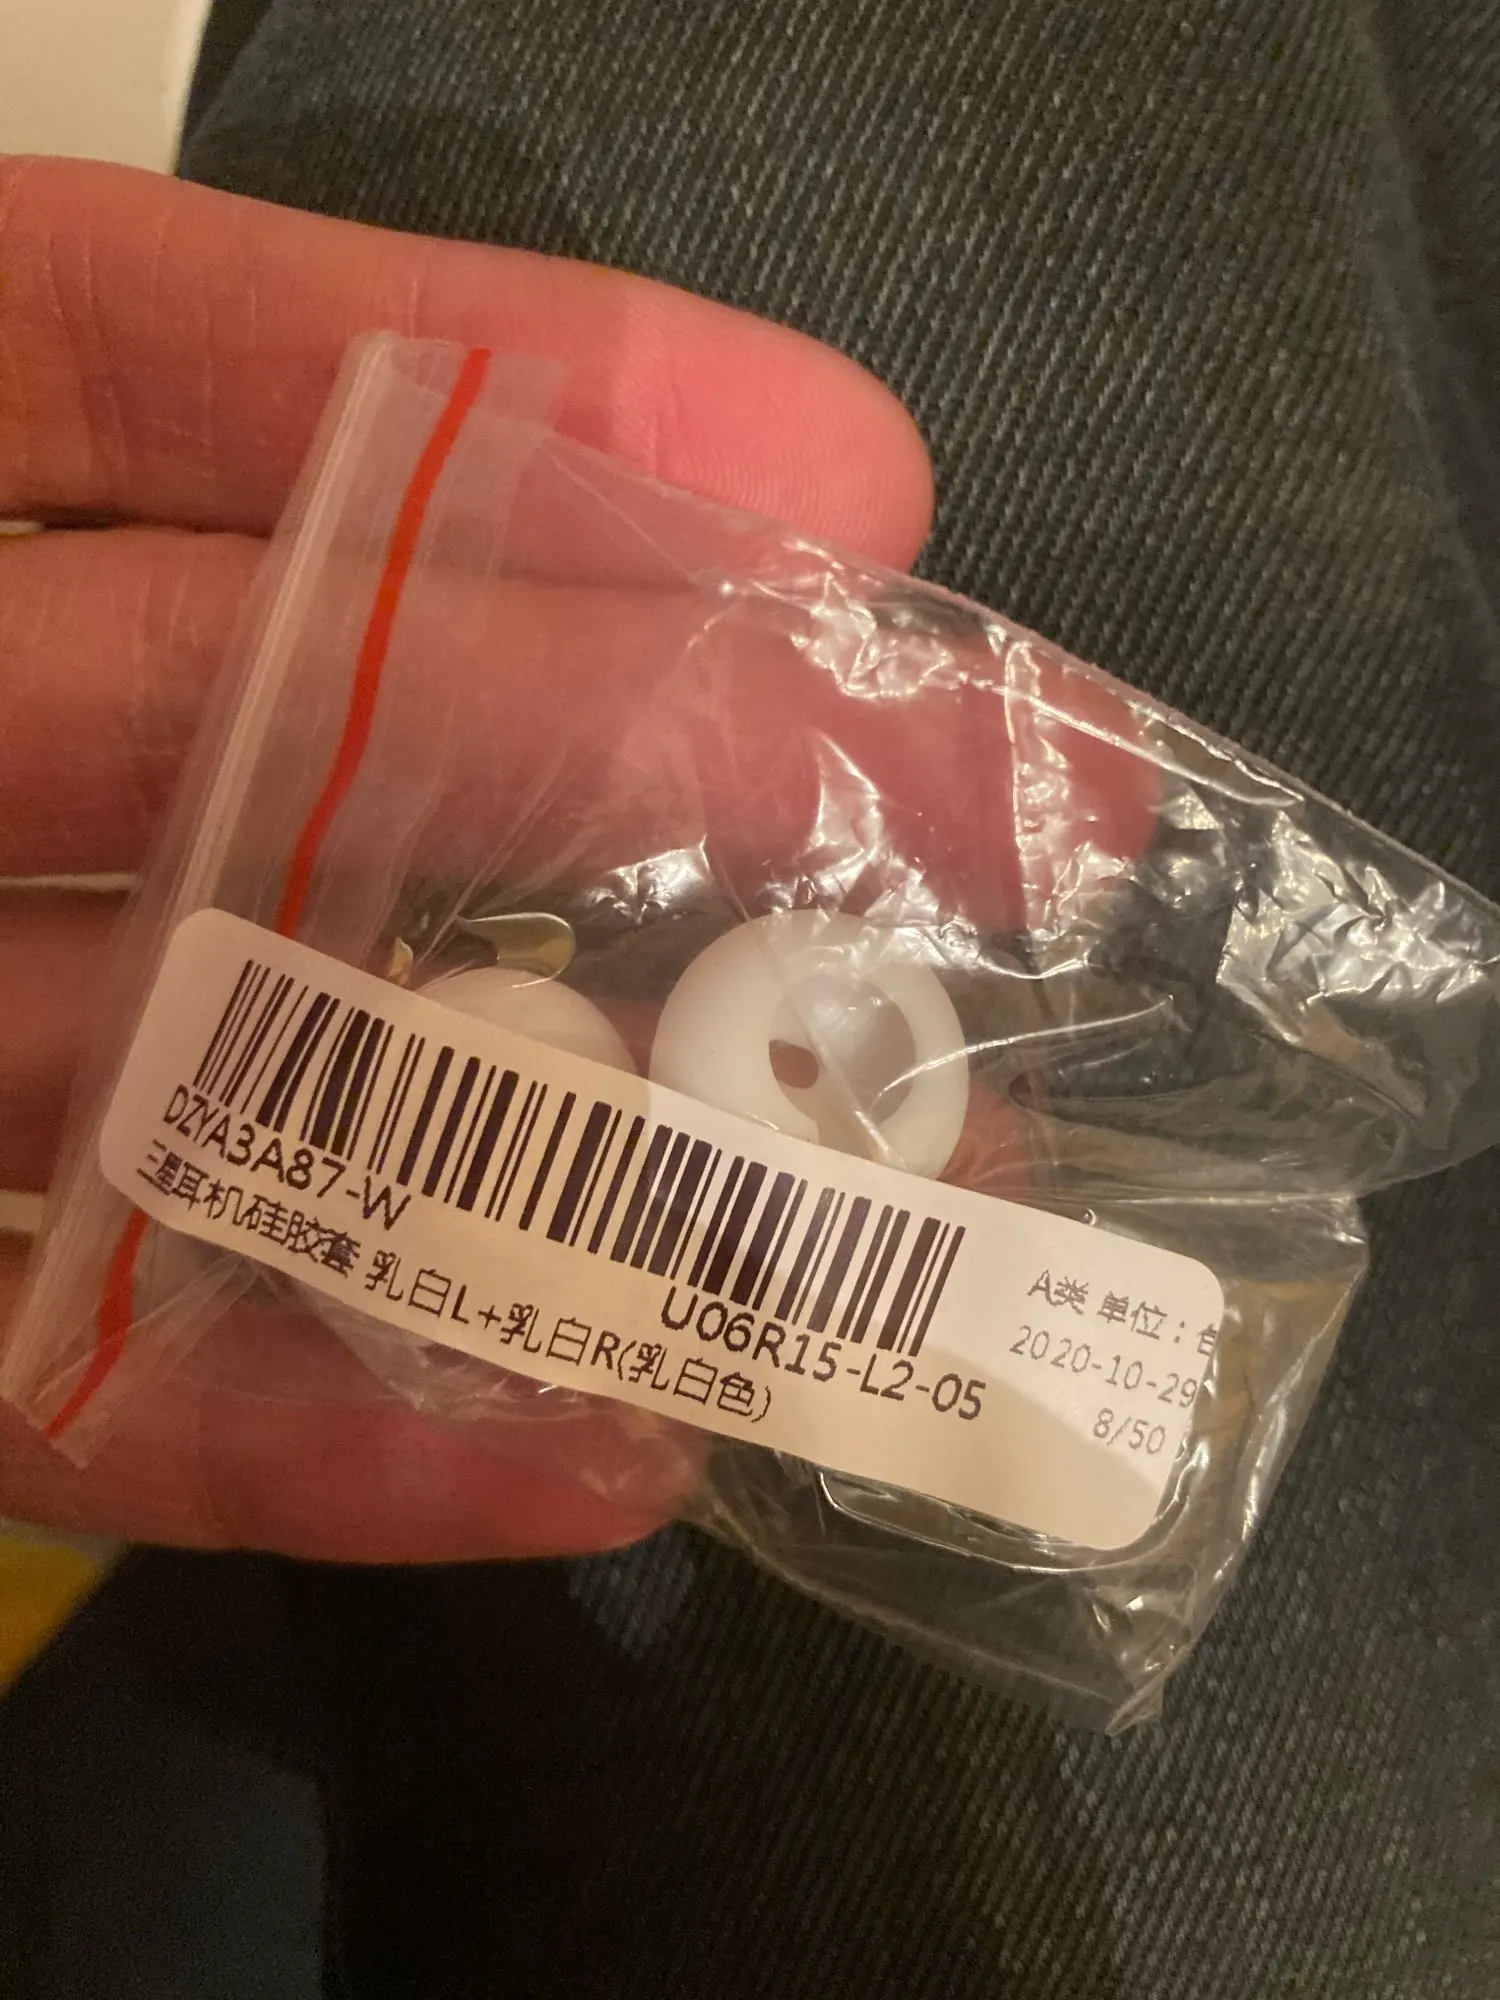 DZYA3A87-W
U06R15-L2-05
三星耳机硅胶套 乳白L+乳白R(乳白色)
A类 单位：
2020-10-29
8/50